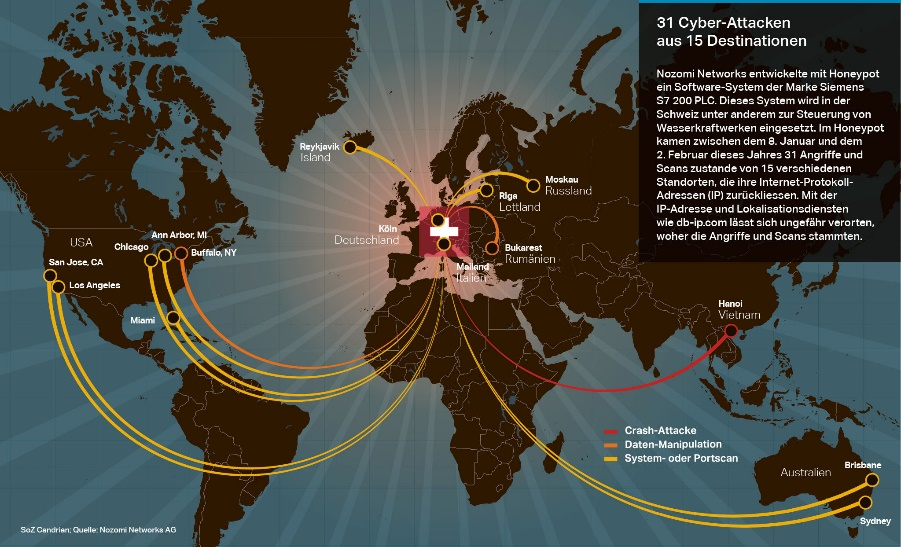 31 Cyber-Attacken
aus 15 Destinationen
Nozomi Networks entwickelte mit Honeypot
ein Software-System der Marke Siemens
S7 200 PLC. Dieses System wird in der
Schweiz unter anderem zur Steuerung von
Wasserkraftwerken eingesetzt. Im Honeypot
kamen zwischen dem 8. Januar und dem
2. Februar dieses Jahres 31 Angriffe und
Scans zustande von 15 verschiedenen
Standorten, die ihre Internet-Protokoll-
Adressen (IP) zurückliessen. Mit der
IP-Adresse und Lokalisationsdiensten
wie db-ip.com lässt sich ungefähr verorten,
woher die Angriffe und Scans stammten.
Reykjavik
Island
Moskau
Russland
Riga
Lottland
Köln
Deutschland
Bukarest
Rumänien
Mailand
Italien
USA
Ann Arbor, MI
Chicago
Buffalo, NY
San Jose, CA
Los Angeles
Miami
Hanoi
Vietnam
Crash-Attacke
Daten-Manipulation
System- oder Portscan
Australien
Brisbane
Sydney
SoZ Candrian; Quelle: Nozomi Networks AG